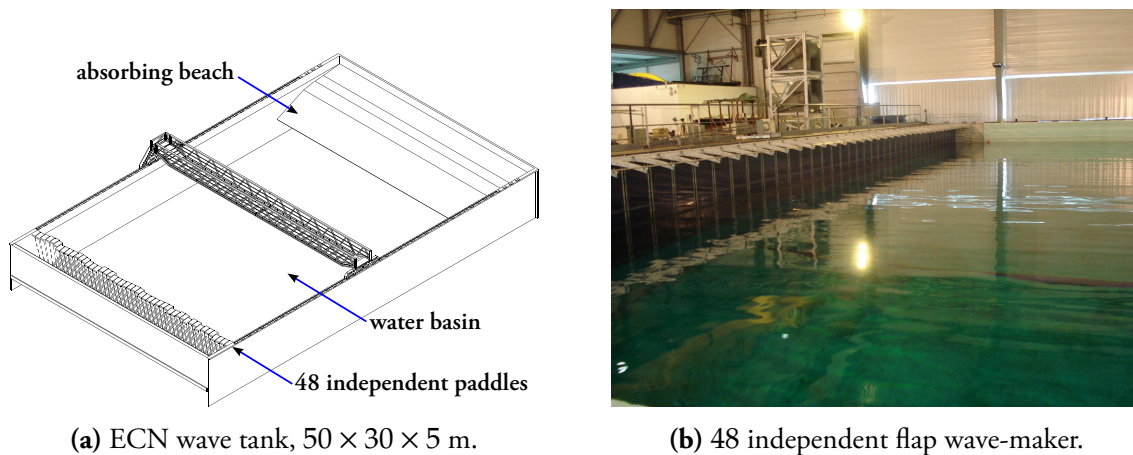 absorbing beach
water basin
48 independent paddles
(a) ECN wave tank, 50 × 30 × 5 m.
(b) 48 independent flap wave-maker.